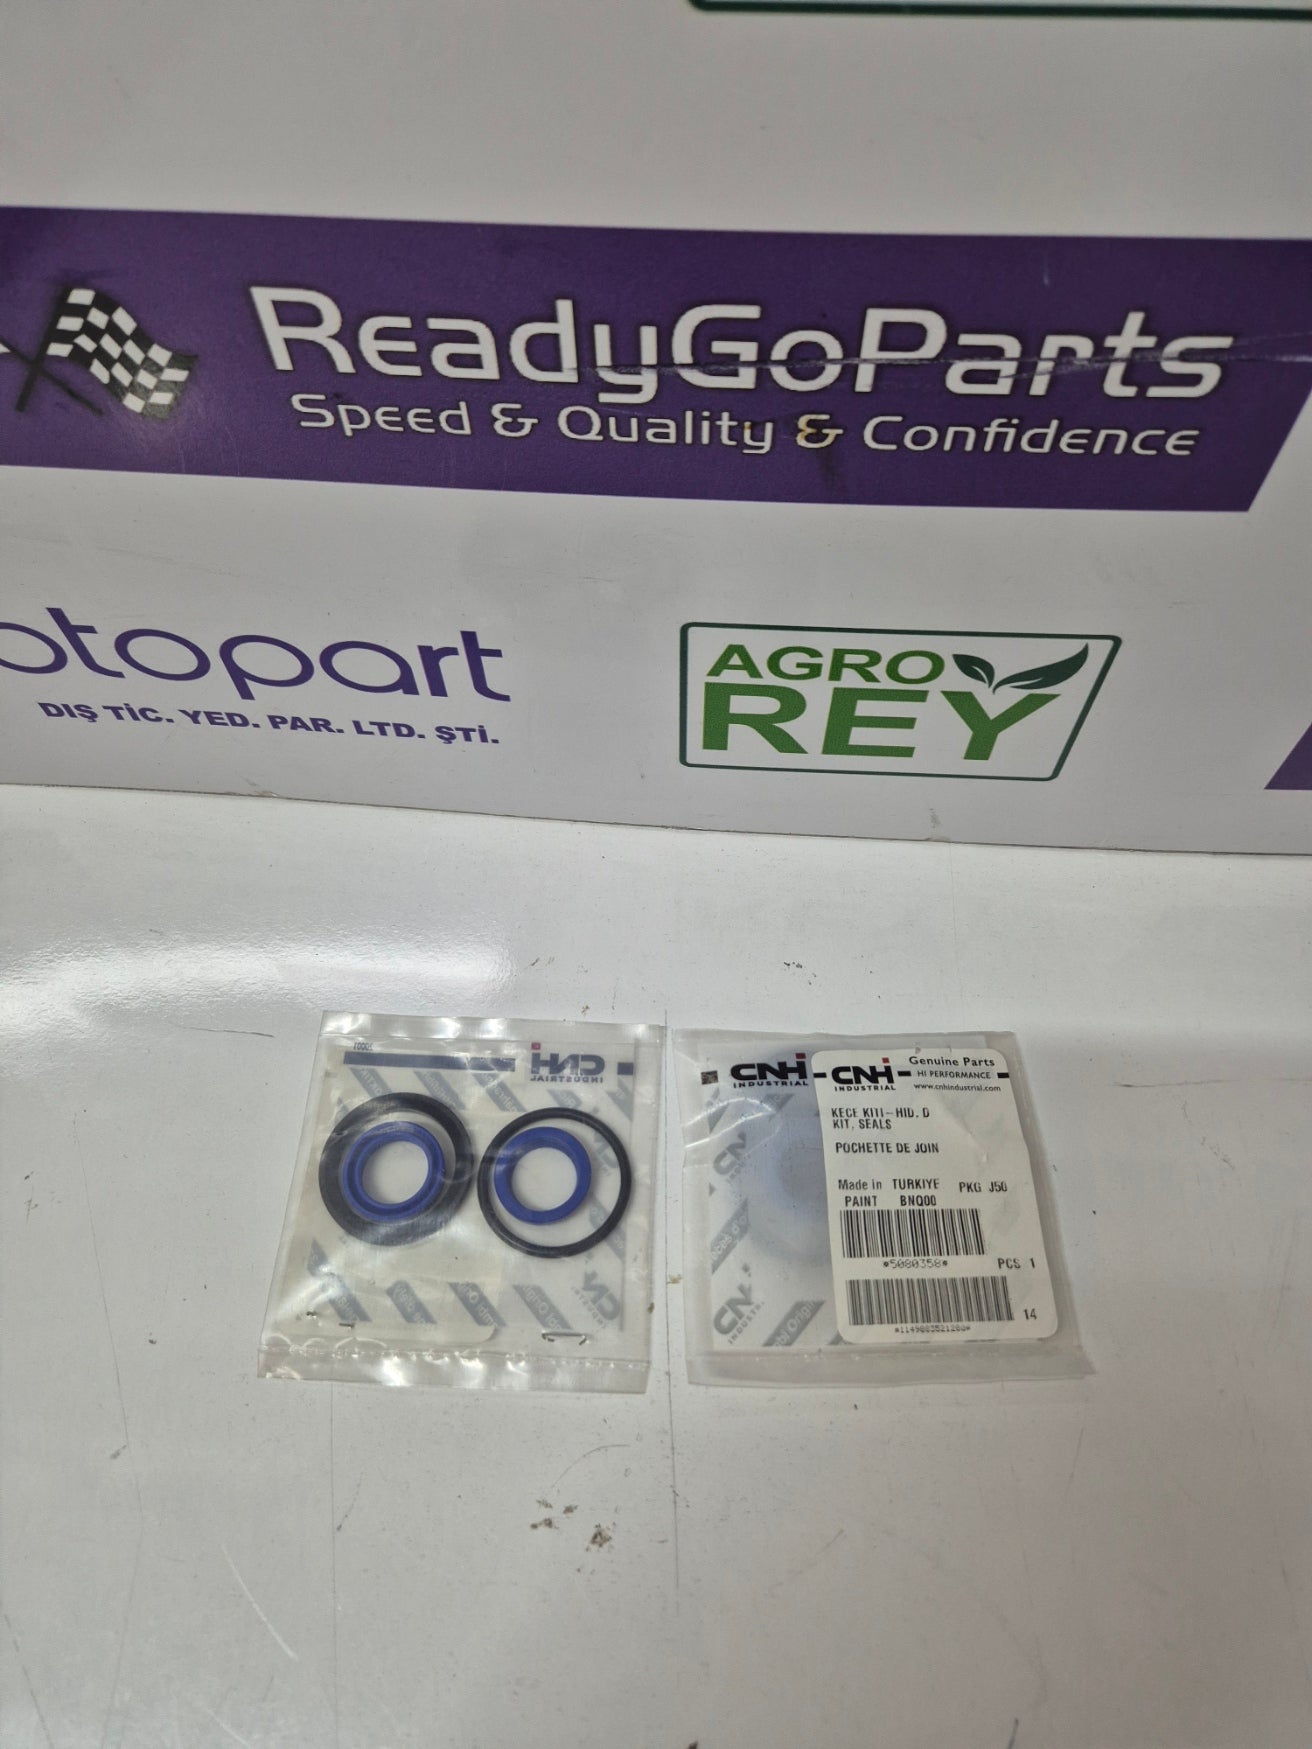 ReadyGoParts
Speed & Quality & Confidence
otopart
DIŞ TİC. YED. PAR. LTD. ŞTİ.
AGRO
REY
CNH
INDUSTRIAL
CNH
INDUSTRIAL
CNH
INDUSTRIAL
Genuine Parts
HI PERFORMANCE
www.cnhindustrial.com
KECE KITI-HID. D
KIT, SEALS
POCHETTE DE JOIN
Made in TURKIYE PKG J50
PAINT BNQ00
*5080358* PCS 1
14